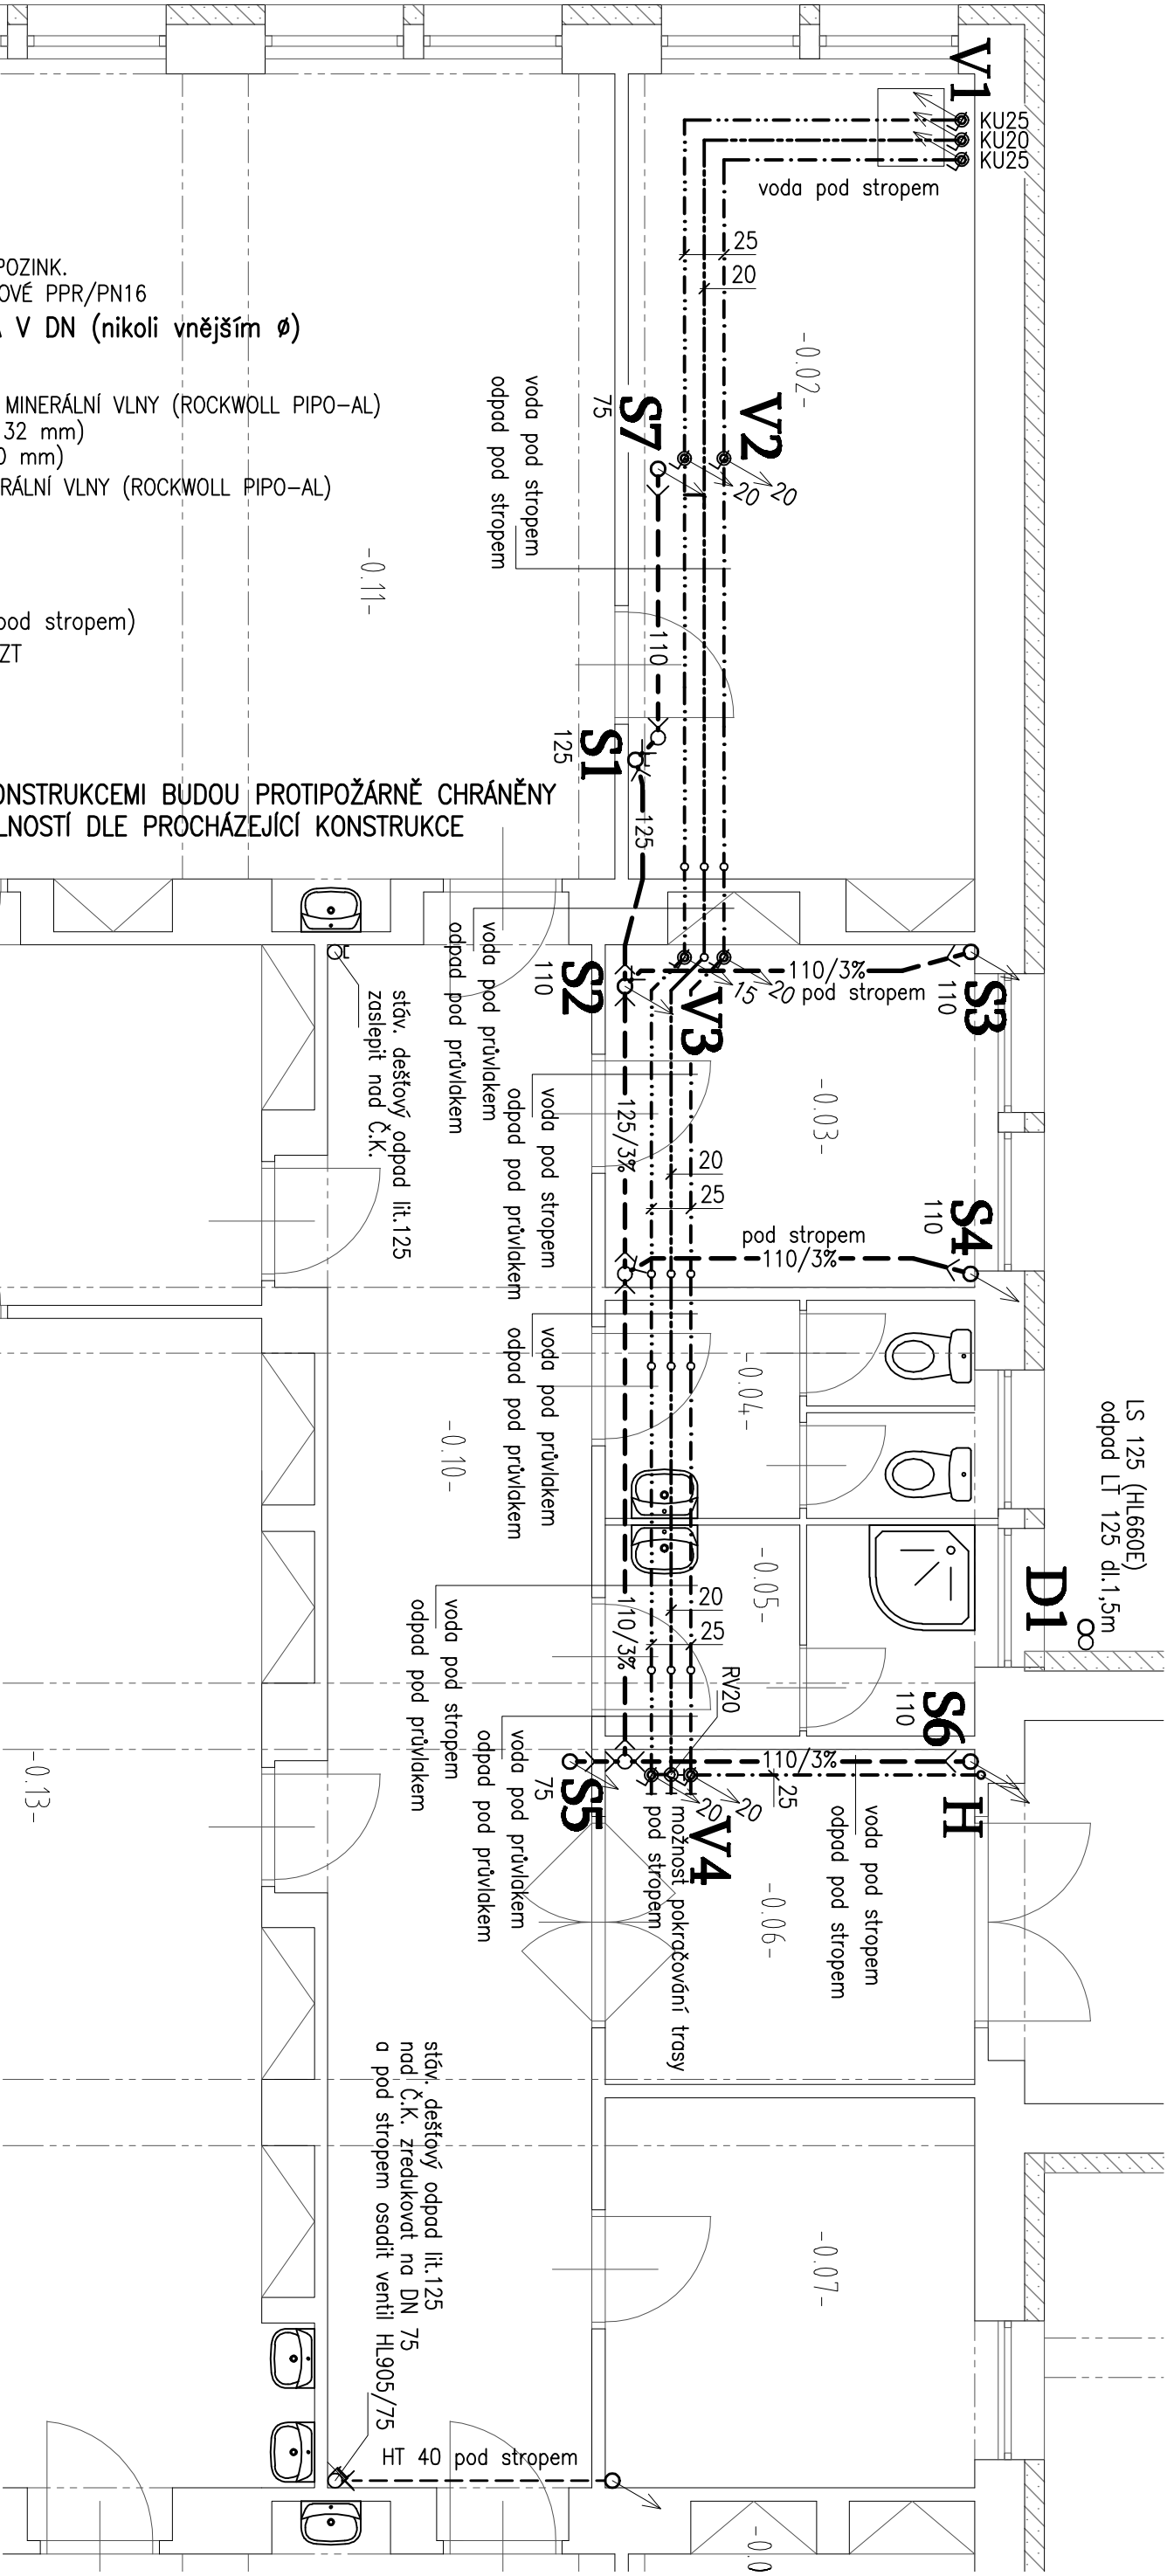 V1
KU25
KU20
KU25
voda pod stropem
25
20
POZINK.
OVÉ PPR/PN16
V DN (nikoli vnějším ø)
-0.02-
MINERÁLNÍ VLNY (ROCKWOLL PIPO-AL)
32 mm)
0 mm)
RÁLNÍ VLNY (ROCKWOLL PIPO-AL)
voda pod stropem
odpad pod stropem
75
S7
V2
20
20
-0.11-
pod stropem)
ZT
110
S1
125
125
ONSTRUKCEMI BUDOU PROTIPOŽÁRNĚ CHRÁNĚNY
LNOSTÍ DLE PROCHÁZEJÍCÍ KONSTRUKCE
voda pod průvlakem
odpad pod průvlakem
110
S2
V3
15
20
110/3%
pod stropem
110
S3
stáv. dešťový odpad lit.125
zaslepit nad Č.K.
voda pod stropem
odpad pod průvlakem
125/3%
20
25
-0.03-
110
S4
pod stropem
110/3%
voda pod průvlakem
odpad pod průvlakem
-0.04-
-0.10-
LS 125 (HL660E)
odpad LT 125 dl.1,5m
D1
-0.05-
voda pod stropem
odpad pod průvlakem
110/3%
20
25
RV20
110
S6
110/3%
25
H
voda pod průvlakem
odpad pod průvlakem
75
S5
20
20
V4
možnost pokračování trasy
pod stropem
voda pod stropem
odpad pod stropem
-0.13-
-0.06-
stáv. dešťový odpad lit.125
nad Č.K. zredukovat na DN 75
a pod stropem osadit ventil HL905/75
-0.07-
HT 40 pod stropem
-0.0